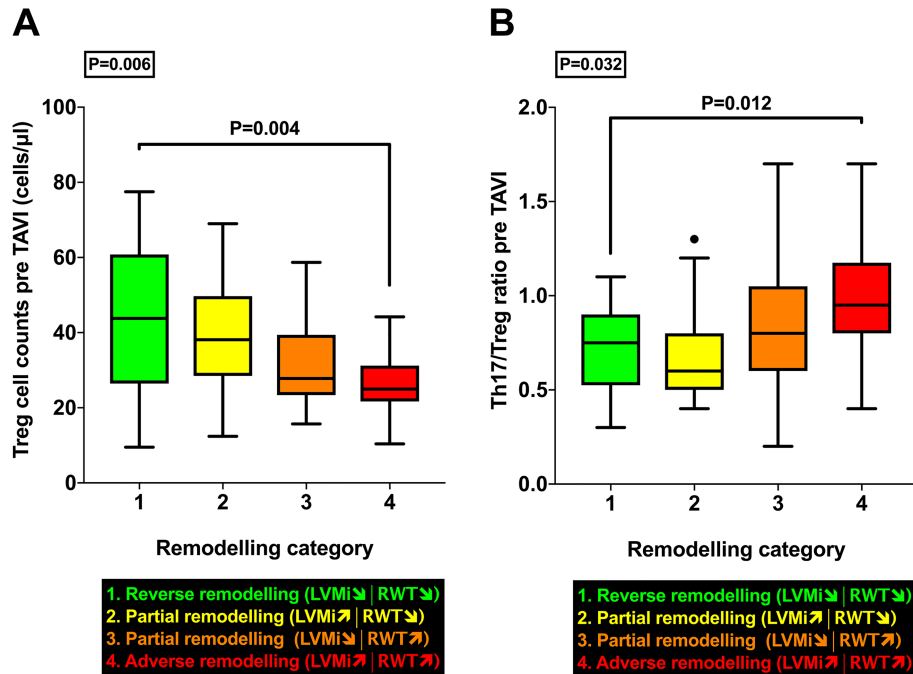 A
P=0.006
Treg cell counts pre TAVI (cells/µl)
100
80
60
40
20
0
P=0.004
1 2 3 4
Remodelling category
1. Reverse remodelling (LVMi↘|RWT↘)
2. Partial remodelling (LVMi↗|RWT↘)
3. Partial remodelling (LVMi↘|RWT↗)
4. Adverse remodelling (LVMi↗|RWT↗)
B
P=0.032
Th17/Treg ratio pre TAVI
2.0
1.5
1.0
0.5
0.0
P=0.012
1 2 3 4
Remodelling category
1. Reverse remodelling (LVMi↘|RWT↘)
2. Partial remodelling (LVMi↗|RWT↘)
3. Partial remodelling (LVMi↘|RWT↗)
4. Adverse remodelling (LVMi↗|RWT↗)